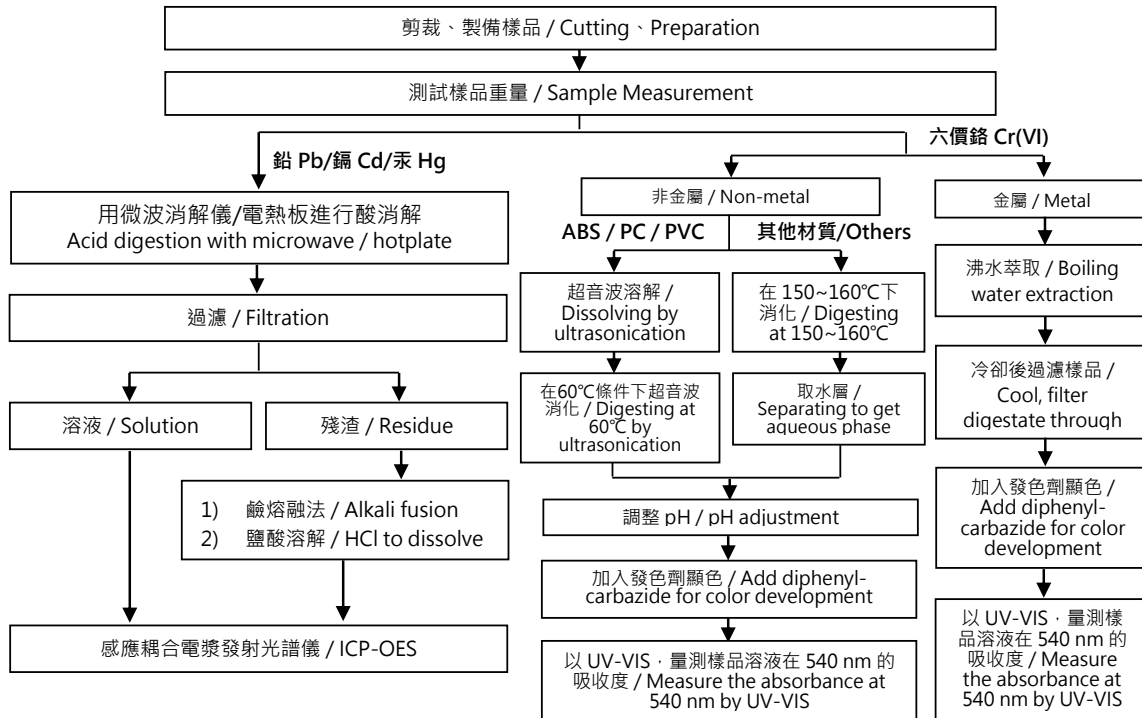 剪裁、製備樣品 / Cutting、Preparation
測試樣品重量 / Sample Measurement
鉛 Pb/鎘 Cd/汞 Hg
六價鉻 Cr(VI)
用微波消解儀/電熱板進行酸消解
Acid digestion with microwave / hotplate
過濾 / Filtration
溶液 / Solution
殘渣 / Residue
1) 鹼熔融法 / Alkali fusion
2) 鹽酸溶解 / HCl to dissolve
感應耦合電漿發射光譜儀 / ICP-OES
非金屬 / Non-metal
ABS / PC / PVC
其他材質/Others
超音波溶解 /
Dissolving by
ultrasonication
在 150~160℃下
消化 / Digesting
at 150~160℃
在60℃條件下超音波
消化 / Digesting at
60℃ by
ultrasonication
取水層 /
Separating to get
aqueous phase
調整 pH / pH adjustment
加入發色劑顯色 / Add diphenyl-
carbazide for color development
以 UV-VIS，量測樣品溶液在 540 nm 的
吸收度 / Measure the absorbance at
540 nm by UV-VIS
金屬 / Metal
沸水萃取 / Boiling
water extraction
冷卻後過濾樣品 /
Cool, filter
digestate through
加入發色劑顯色 /
Add diphenyl-
carbazide for color
development
以 UV-VIS，量測樣
品溶液在 540 nm 的
吸收度 / Measure
the absorbance at
540 nm by UV-VIS